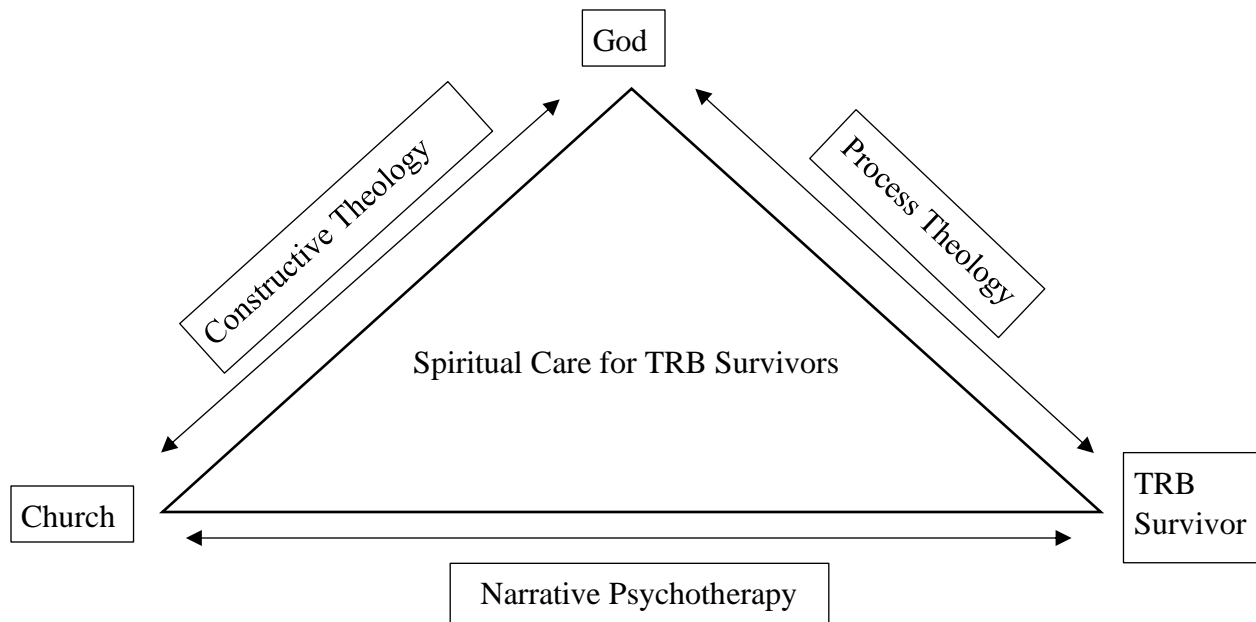 God
Constructive Theology
Process Theology
Spiritual Care for TRB Survivors
Church
TRB
Survivor
Narrative Psychotherapy